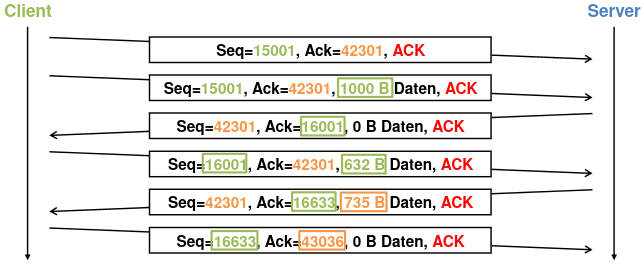 Client Server
Seq=15001, Ack=42301, ACK
Seq=15001, Ack=42301, 1000 B Daten, ACK
Seq=42301, Ack=16001, 0 B Daten, ACK
Seq=16001, Ack=42301, 632 B Daten, ACK
Seq=42301, Ack=16633, 735 B Daten, ACK
Seq=16633, Ack=43036, 0 B Daten, ACK